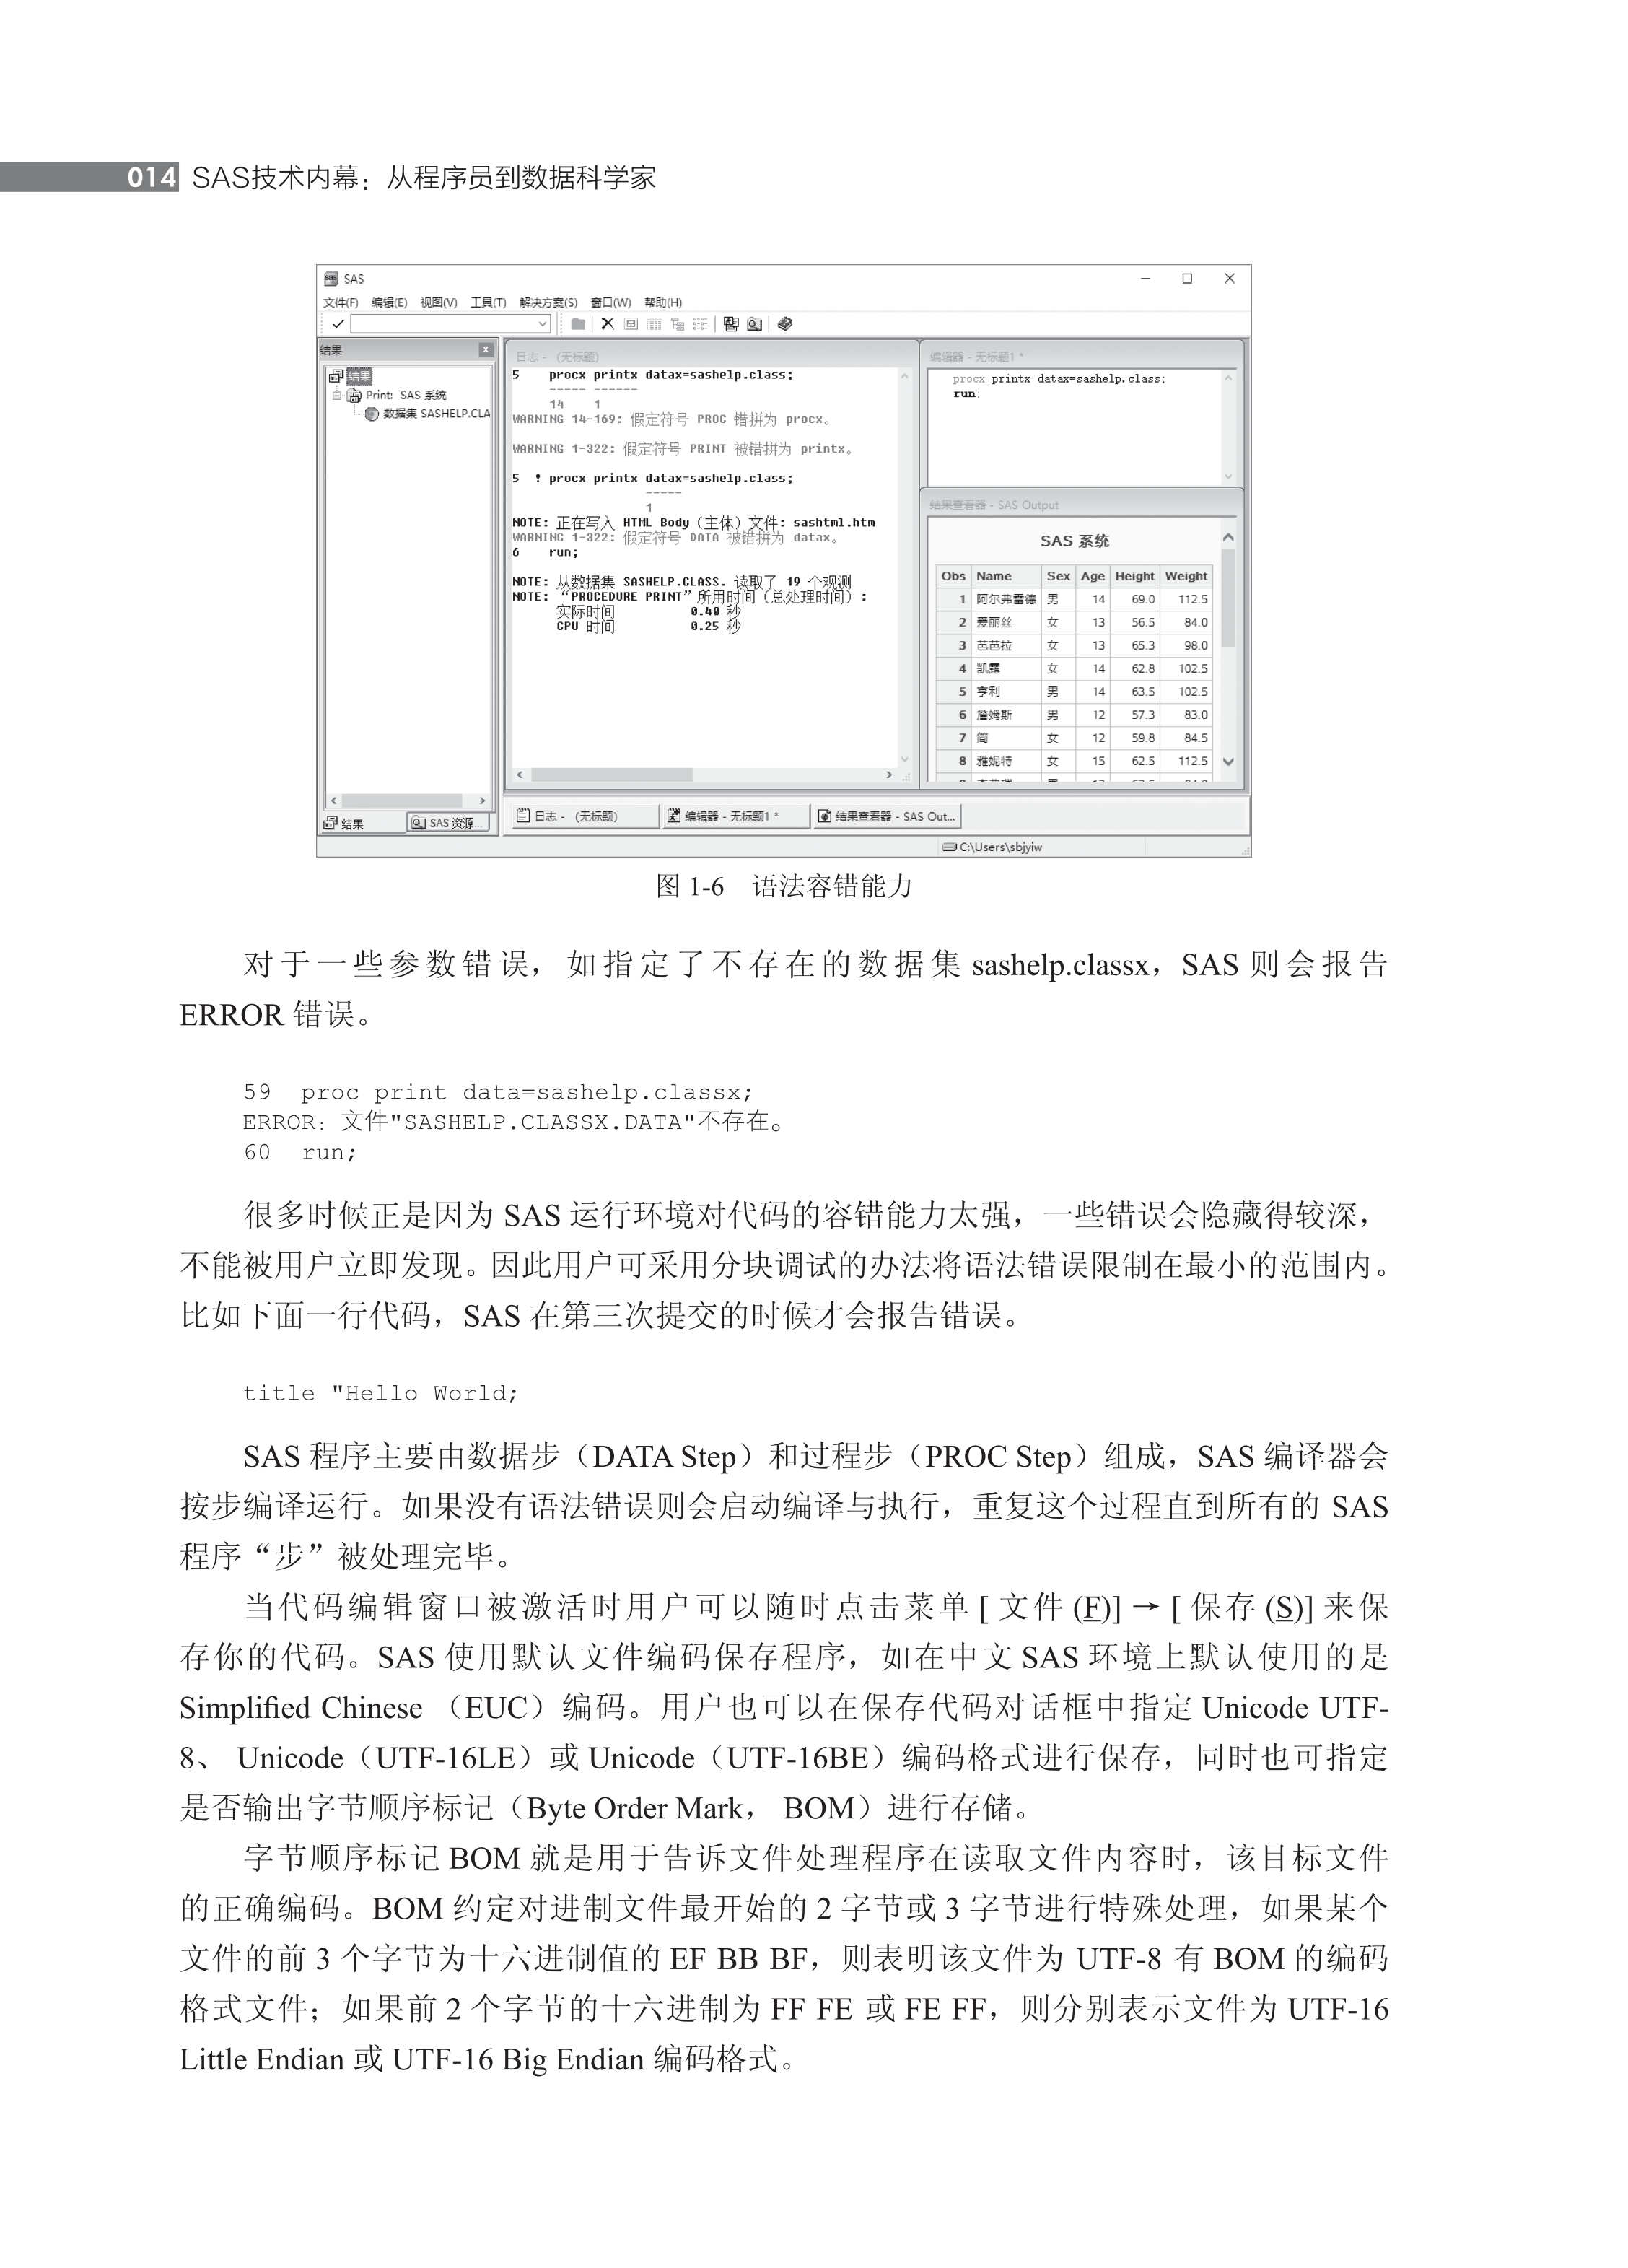 014 SAS技术内幕：从程序员到数据科学家
SAS
文件(F) 编辑(E) 视图(V) 工具(T) 解决方案(S) 窗口(W) 帮助(H)
结果
结果
Print: SAS 系统
数据集 SASHELP.CLA
结果
SAS 资源...
日志 - （无标题）
5 procx printx datax=sashelp.class;
----- ------
14 1
WARNING 14-169: 假定符号 PROC 错拼为 procx。
WARNING 1-322: 假定符号 PRINT 被错拼为 printx。
5 ! procx printx datax=sashelp.class;
-----
1
NOTE: 正在写入 HTML Body（主体）文件: sashtml.htm
WARNING 1-322: 假定符号 DATA 被错拼为 datax。
6 run;
NOTE: 从数据集 SASHELP.CLASS. 读取了 19 个观测
NOTE: “PROCEDURE PRINT”所用时间（总处理时间）:
实际时间 0.40 秒
CPU 时间 0.25 秒
编辑器 - 无标题1 *
procx printx datax=sashelp.class;
run;
结果查看器 - SAS Output
SAS 系统
Obs Name Sex Age Height Weight
1 阿尔弗雷德 男 14 69.0 112.5
2 爱丽丝 女 13 56.5 84.0
3 芭芭拉 女 13 65.3 98.0
4 凯露 女 14 62.8 102.5
5 亨利 男 14 63.5 102.5
6 詹姆斯 男 12 57.3 83.0
7 简 女 12 59.8 84.5
8 雅妮特 女 15 62.5 112.5
日志 - （无标题）
编辑器 - 无标题1 *
结果查看器 - SAS Out...
C:\Users\sbjyiw
图 1-6 语法容错能力
对于一些参数错误，如指定了不存在的数据集 sashelp.classx，SAS 则会报告
ERROR 错误。
59 proc print data=sashelp.classx;
ERROR: 文件"SASHELP.CLASSX.DATA"不存在。
60 run;
很多时候正是因为 SAS 运行环境对代码的容错能力太强，一些错误会隐藏得较深，
不能被用户立即发现。因此用户可采用分块调试的办法将语法错误限制在最小的范围内。
比如下面一行代码，SAS 在第三次提交的时候才会报告错误。
title "Hello World;
SAS 程序主要由数据步（DATA Step）和过程步（PROC Step）组成，SAS 编译器会
按步编译运行。如果没有语法错误则会启动编译与执行，重复这个过程直到所有的 SAS
程序“步”被处理完毕。
当代码编辑窗口被激活时用户可以随时点击菜单 [ 文件 (F)] → [ 保存 (S)] 来保
存你的代码。SAS 使用默认文件编码保存程序，如在中文 SAS 环境上默认使用的是
Simplified Chinese （EUC）编码。用户也可以在保存代码对话框中指定 Unicode UTF-
8、 Unicode（UTF-16LE）或 Unicode（UTF-16BE）编码格式进行保存，同时也可指定
是否输出字节顺序标记（Byte Order Mark， BOM）进行存储。
字节顺序标记 BOM 就是用于告诉文件处理程序在读取文件内容时，该目标文件
的正确编码。BOM 约定对进制文件最开始的 2 字节或 3 字节进行特殊处理，如果某个
文件的前 3 个字节为十六进制值的 EF BB BF，则表明该文件为 UTF-8 有 BOM 的编码
格式文件；如果前 2 个字节的十六进制为 FF FE 或 FE FF，则分别表示文件为 UTF-16
Little Endian 或 UTF-16 Big Endian 编码格式。